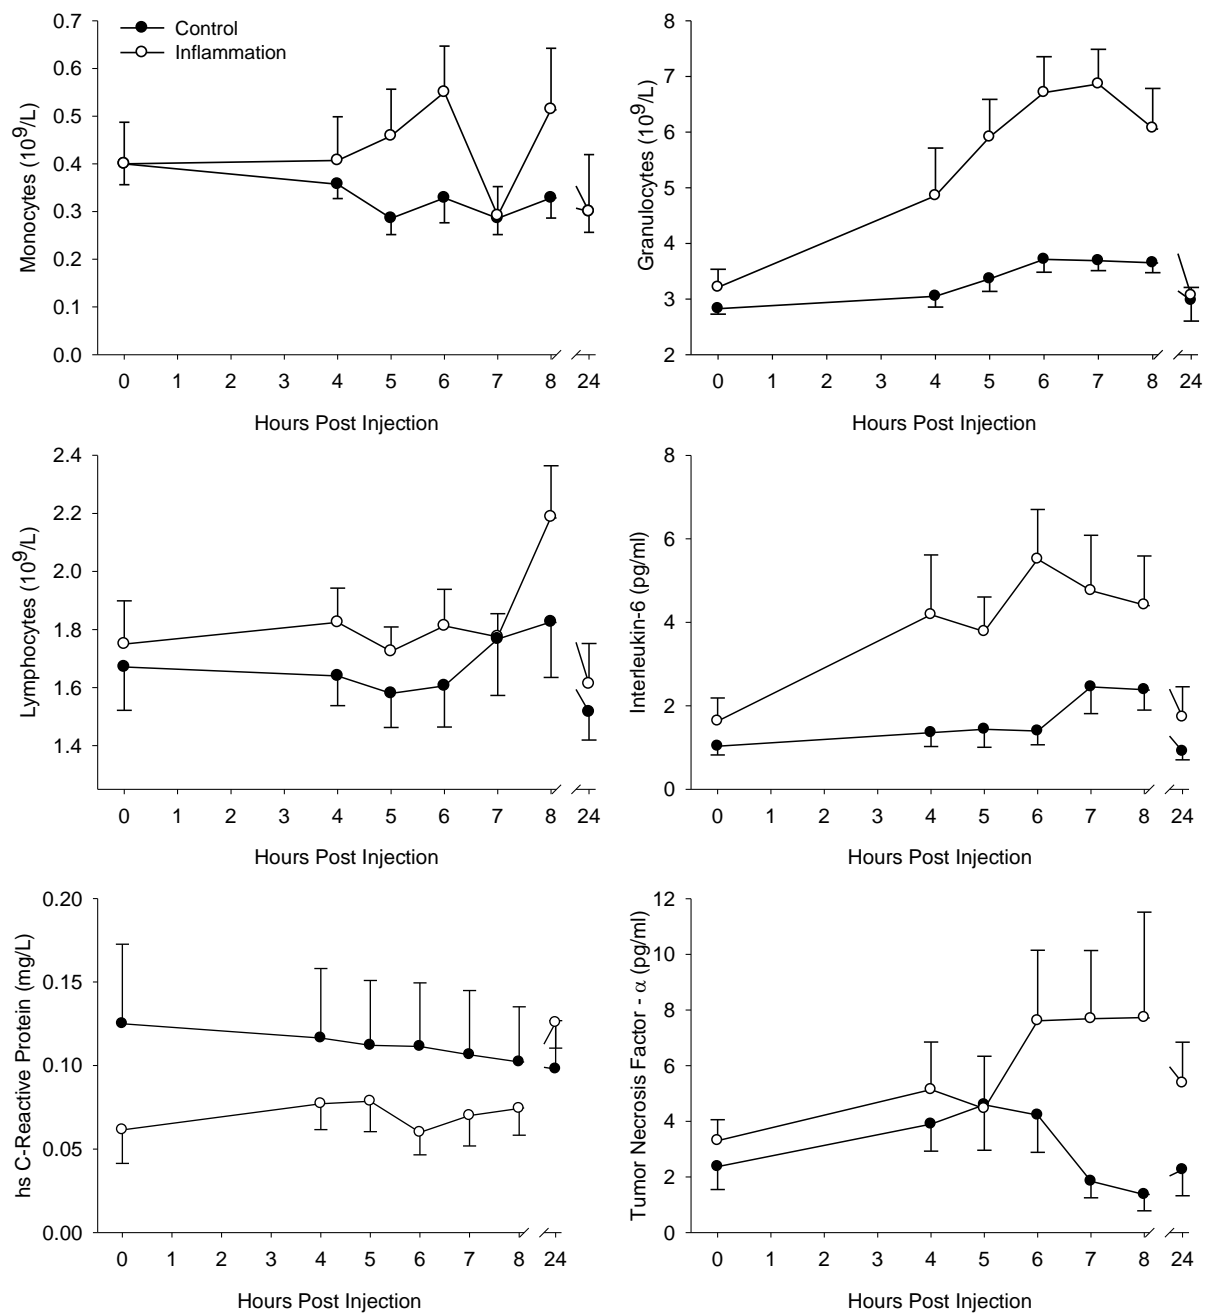 Control
Inflammation
Monocytes (10⁹/L)
0.7
0.6
0.5
0.4
0.3
0.2
0.1
0.0
0 1 2 3 4 5 6 7 8 24
Hours Post Injection
Granulocytes (10⁹/L)
8
7
6
5
4
3
2
0 1 2 3 4 5 6 7 8 24
Hours Post Injection
Lymphocytes (10⁹/L)
2.4
2.2
2.0
1.8
1.6
1.4
0 1 2 3 4 5 6 7 8 24
Hours Post Injection
Interleukin-6 (pg/ml)
8
6
4
2
0
0 1 2 3 4 5 6 7 8 24
Hours Post Injection
hs C-Reactive Protein (mg/L)
0.20
0.15
0.10
0.05
0.00
0 1 2 3 4 5 6 7 8 24
Hours Post Injection
Tumor Necrosis Factor - α (pg/ml)
12
10
8
6
4
2
0
0 1 2 3 4 5 6 7 8 24
Hours Post Injection